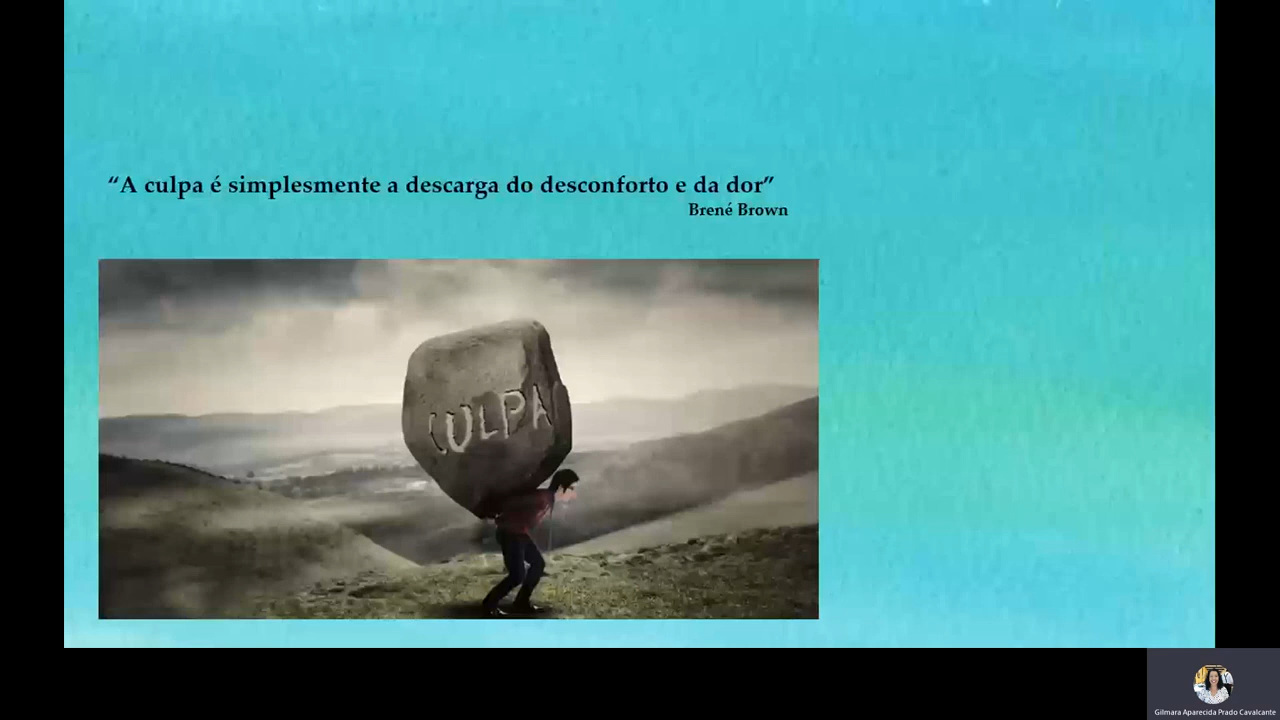 “A culpa é simplesmente a descarga do desconforto e da dor”
Brené Brown
CULPA
Gilmara Aparecida Prado Cavalcante